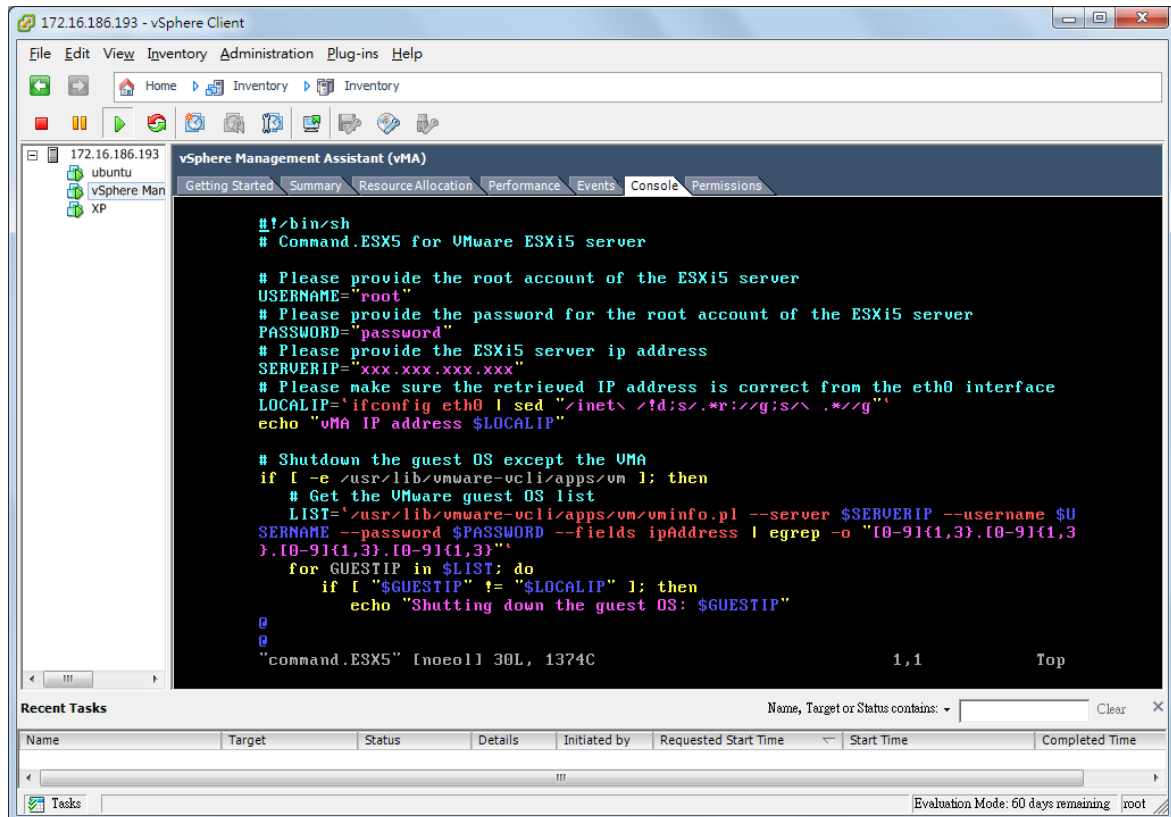 172.16.186.193 - vSphere Client
File Edit View Inventory Administration Plug-ins Help
Home Inventory Inventory
172.16.186.193
ubuntu
vSphere Man
XP
vSphere Management Assistant (vMA)
Getting Started Summary Resource Allocation Performance Events Console Permissions
#!/bin/sh
# Command.ESX5 for VMware ESXi5 server
# Please provide the root account of the ESXi5 server
USERNAME="root"
# Please provide the password for the root account of the ESXi5 server
PASSWORD="password"
# Please provide the ESXi5 server ip address
SERVERIP="xxx.xxx.xxx.xxx"
# Please make sure the retrieved IP address is correct from the eth0 interface
LOCALIP=`ifconfig eth0 | sed "/inet\ /!d;s/.*r://g;s/\ .*//g"`
echo "vMA IP address $LOCALIP"
# Shutdown the guest OS except the VMA
if [ -e /usr/lib/vmware-vcli/apps/vm ]; then
# Get the VMware guest OS list
LIST=`/usr/lib/vmware-vcli/apps/vm/vminfo.pl --server $SERVERIP --username $U
SERNAME --password $PASSWORD --fields ipAddress | egrep -o "[0-9]{1,3}.[0-9]{1,3
}.[0-9]{1,3}.[0-9]{1,3}"`
for GUESTIP in $LIST; do
if [ "$GUESTIP" != "$LOCALIP" ]; then
echo "Shutting down the guest OS: $GUESTIP"
@
@
"command.ESX5" [noeol] 30L, 1374C 1,1 Top
Recent Tasks
Name, Target or Status contains: Clear
Name Target Status Details Initiated by Requested Start Time Start Time Completed Time
Tasks
Evaluation Mode: 60 days remaining root